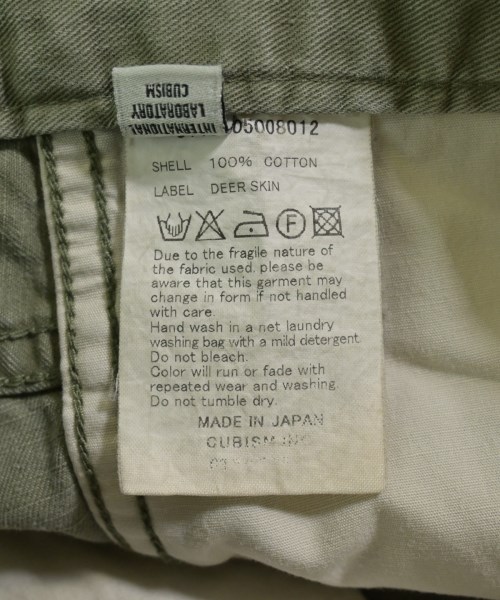 INTERNATIONAL
LABORATORY
CUBISM
05008012
SHELL 100% COTTON
LABEL DEER SKIN
F
Due to the fragile nature of
the fabric used. please be
aware that this garment may
change in form if not handled
with care.
Hand wash in a net laundry
washing bag with a mild detergent.
Do not bleach.
Color will run or fade with
repeated wear and washing.
Do not tumble dry.
MADE IN JAPAN
CUBISM INC